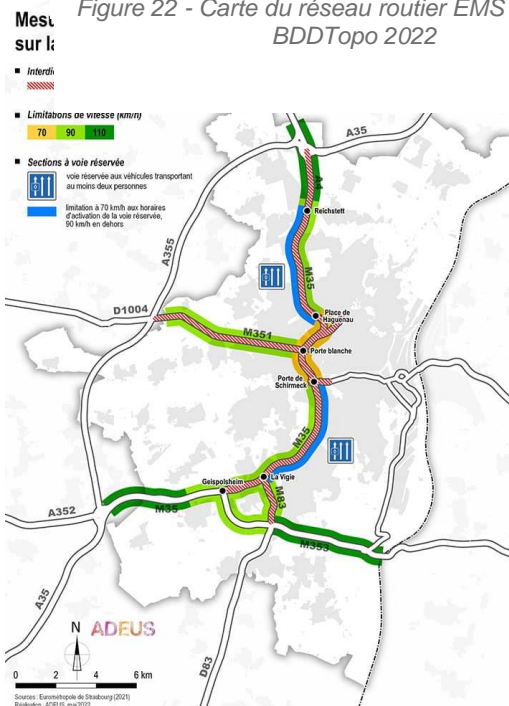 Figure 22 - Carte du réseau routier EMS
BDDTopo 2022
sur
■ Limitations de vitesse (km/h)
70 90 110
■ Sections à voie réservée
voie réservée aux véhicules transportant
au moins deux personnes
limitation à 70 km/h aux horaires
d'activation de la voie réservée,
90 km/h en dehors
A35
A4
Reichstett
A355
M35
D1004
Place de
Haguenau
M351
Porte blanche
Porte de
Schirmeck
M35
La Vigie
Geispolsheim
M83
M35
A352
M353
A35
D83
N ADEUS
0 2 4 6 km
Sources : Eurométropole de Strasbourg (2021)
Réalisation : ADEUS, mai 2022